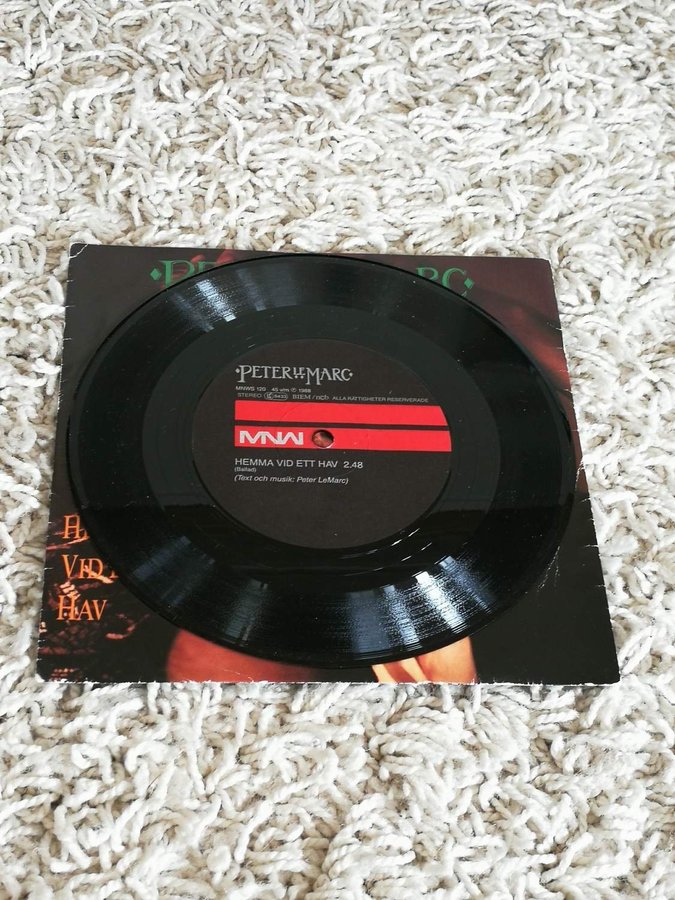 PETER LE MARC
MNWS 120 45 v/m ℗ 1988
STEREO BIEM / ncb ALLA RÄTTIGHETER RESERVERADE
MNW
HEMMA VID ETT HAV 2.48
(Ballad)
(Text och musik: Peter LeMarc)
VID
HAV